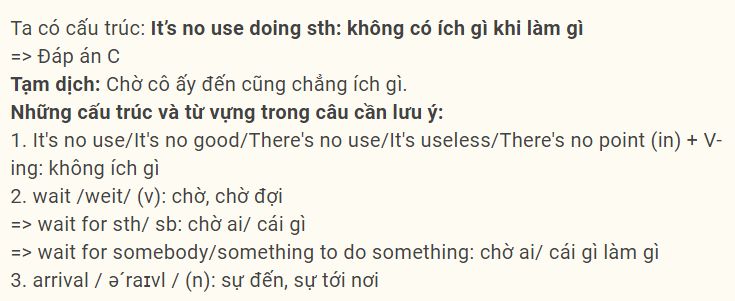 Ta có cấu trúc: It's no use doing sth: không có ích gì khi làm gì
=> Đáp án C
Tạm dịch: Chờ cô ấy đến cũng chẳng ích gì.
Những cấu trúc và từ vựng trong câu cần lưu ý:
1. It's no use/It's no good/There's no use/It's useless/There's no point (in) + V-
ing: không ích gì
2. wait /weit/ (v): chờ, chờ đợi
=> wait for sth/ sb: chờ ai/ cái gì
=> wait for somebody/something to do something: chờ ai/ cái gì làm gì
3. arrival / ə´raɪvl / (n): sự đến, sự tới nơi